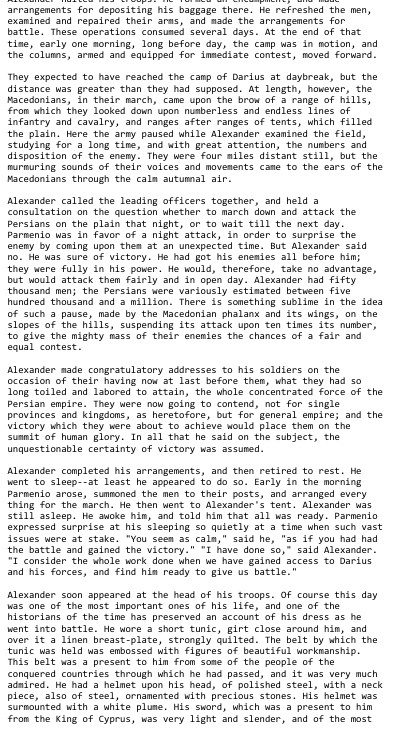 Alexander halted his troops. He formed an encampment, and made
arrangements for depositing his baggage there. He refreshed the men,
examined and repaired their arms, and made the arrangements for
battle. These operations consumed several days. At the end of that
time, early one morning, long before day, the camp was in motion, and
the columns, armed and equipped for immediate contest, moved forward.
They expected to have reached the camp of Darius at daybreak, but the
distance was greater than they had supposed. At length, however, the
Macedonians, in their march, came upon the brow of a range of hills,
from which they looked down upon numberless and endless lines of
infantry and cavalry, and ranges after ranges of tents, which filled
the plain. Here the army paused while Alexander examined the field,
studying for a long time, and with great attention, the numbers and
disposition of the enemy. They were four miles distant still, but the
murmuring sounds of their voices and movements came to the ears of the
Macedonians through the calm autumnal air.
Alexander called the leading officers together, and held a
consultation on the question whether to march down and attack the
Persians on the plain that night, or to wait till the next day.
Parmenio was in favor of a night attack, in order to surprise the
enemy by coming upon them at an unexpected time. But Alexander said
no. He was sure of victory. He had got his enemies all before him;
they were fully in his power. He would, therefore, take no advantage,
but would attack them fairly and in open day. Alexander had fifty
thousand men; the Persians were variously estimated between five
hundred thousand and a million. There is something sublime in the idea
of such a pause, made by the Macedonian phalanx and its wings, on the
slopes of the hills, suspending its attack upon ten times its number,
to give the mighty mass of their enemies the chances of a fair and
equal contest.
Alexander made congratulatory addresses to his soldiers on the
occasion of their having now at last before them, what they had so
long toiled and labored to attain, the whole concentrated force of the
Persian empire. They were now going to contend, not for single
provinces and kingdoms, as heretofore, but for general empire; and the
victory which they were about to achieve would place them on the
summit of human glory. In all that he said on the subject, the
unquestionable certainty of victory was assumed.
Alexander completed his arrangements, and then retired to rest. He
went to sleep--at least he appeared to do so. Early in the morning
Parmenio arose, summoned the men to their posts, and arranged every
thing for the march. He then went to Alexander's tent. Alexander was
still asleep. He awoke him, and told him that all was ready. Parmenio
expressed surprise at his sleeping so quietly at a time when such vast
issues were at stake. "You seem as calm," said he, "as if you had had
the battle and gained the victory." "I have done so," said Alexander.
"I consider the whole work done when we have gained access to Darius
and his forces, and find him ready to give us battle."
Alexander soon appeared at the head of his troops. Of course this day
was one of the most important ones of his life, and one of the
historians of the time has preserved an account of his dress as he
went into battle. He wore a short tunic, girt close around him, and
over it a linen breast-plate, strongly quilted. The belt by which the
tunic was held was embossed with figures of beautiful workmanship.
This belt was a present to him from some of the people of the
conquered countries through which he had passed, and it was very much
admired. He had a helmet upon his head, of polished steel, with a neck
piece, also of steel, ornamented with precious stones. His helmet was
surmounted with a white plume. His sword, which was a present to him
from the King of Cyprus, was very light and slender, and of the most